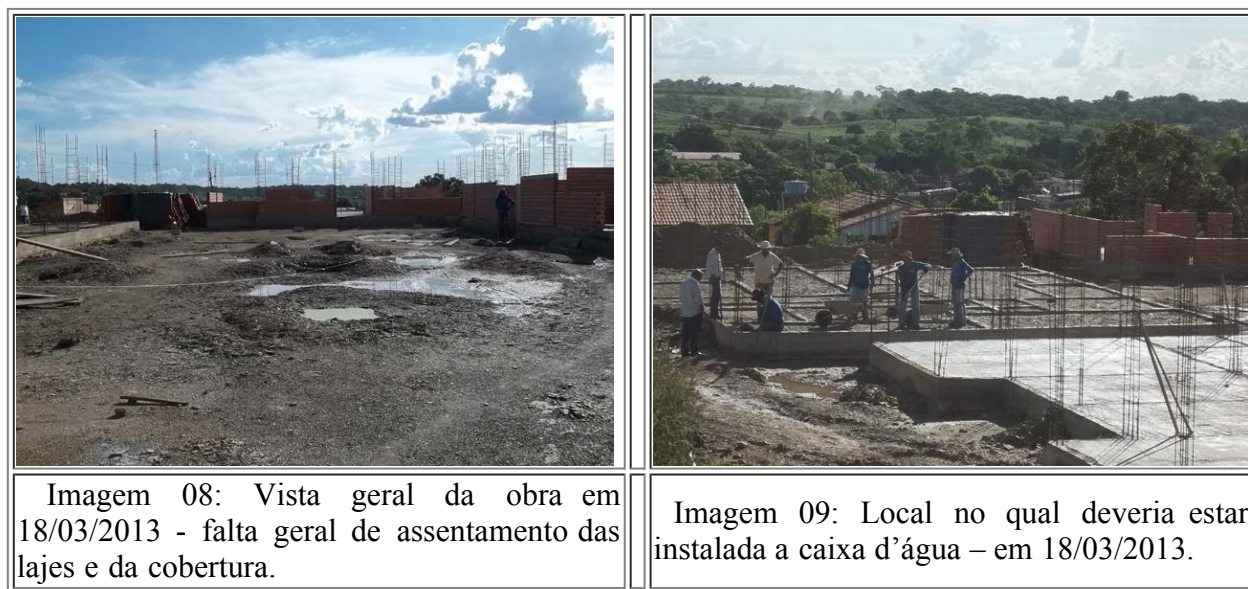 Imagem 08: Vista geral da obra em
18/03/2013 - falta geral de assentamento das
lajes e da cobertura.
Imagem 09: Local no qual deveria estar
instalada a caixa d’água – em 18/03/2013.